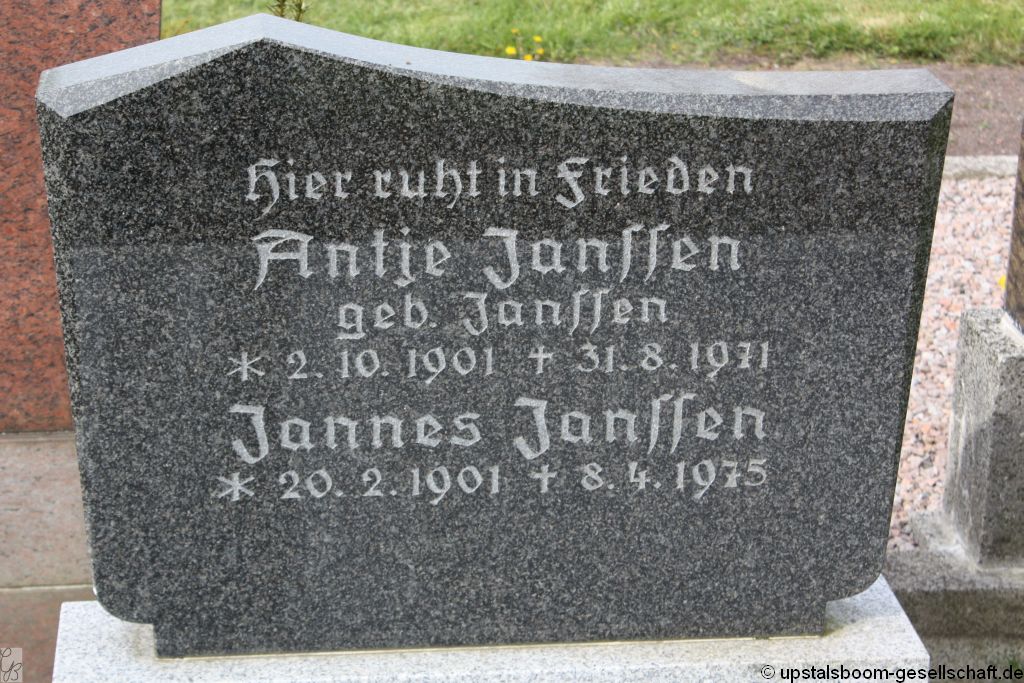 Hier ruht in Frieden
Antje Janssen
geb. Janssen
* 2. 10. 1901 † 31. 8. 1971
Jannes Janssen
* 20. 2. 1901 † 8. 4. 1975
© upstalsboom-gesellschaft.de